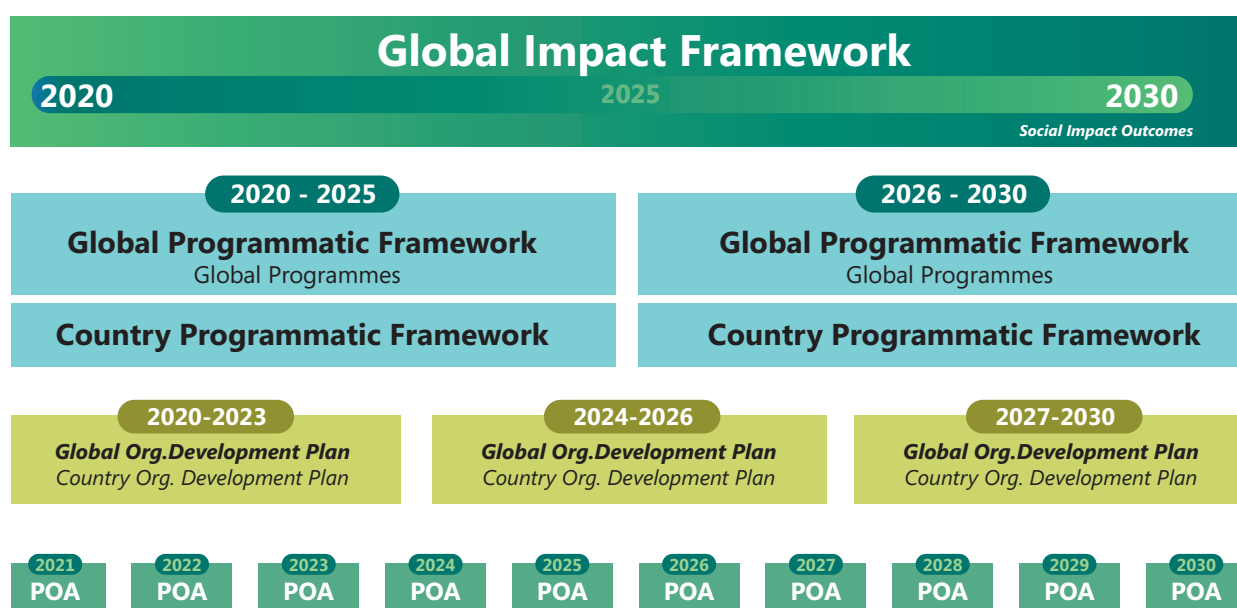 Global Impact Framework
2020 2025 2030
Social Impact Outcomes
2020 - 2025
Global Programmatic Framework
Global Programmes
Country Programmatic Framework
2026 - 2030
Global Programmatic Framework
Global Programmes
Country Programmatic Framework
2020-2023
Global Org.Development Plan
Country Org. Development Plan
2024-2026
Global Org.Development Plan
Country Org. Development Plan
2027-2030
Global Org.Development Plan
Country Org. Development Plan
2021
POA
2022
POA
2023
POA
2024
POA
2025
POA
2026
POA
2027
POA
2028
POA
2029
POA
2030
POA